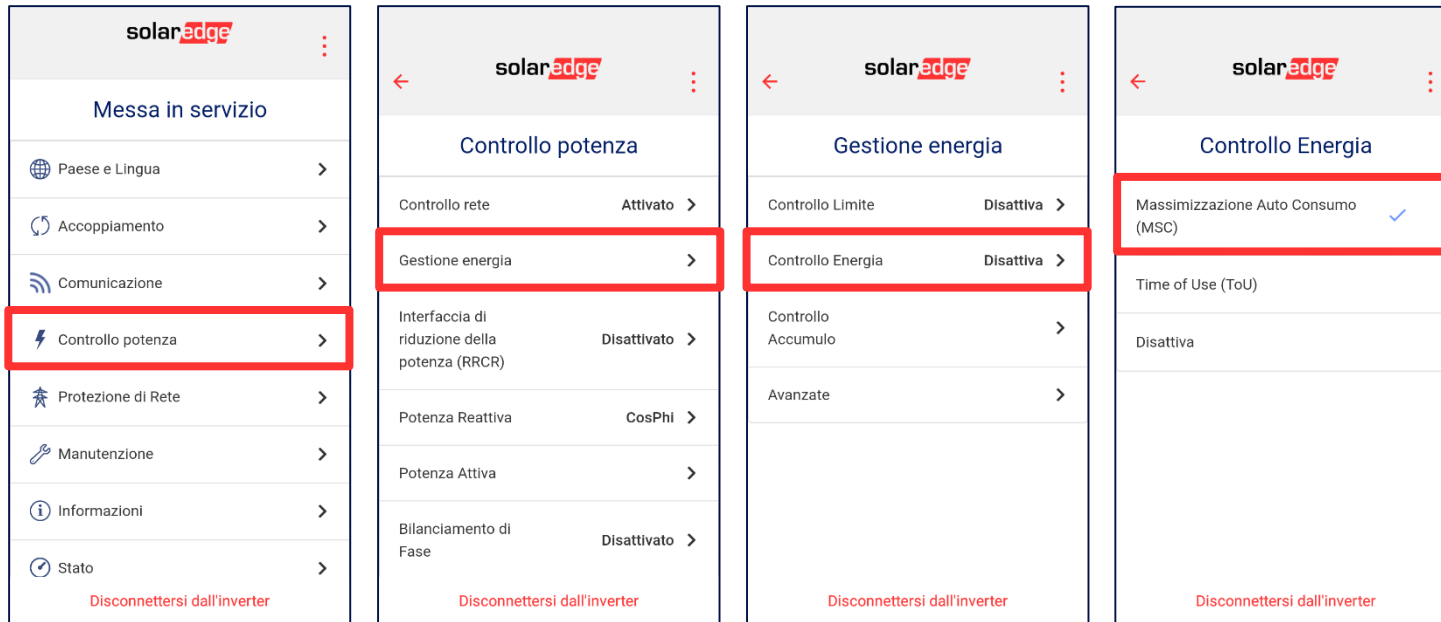 solaredge
Messa in servizio
Paese e Lingua
Accoppiamento
Comunicazione
Controllo potenza
Protezione di Rete
Manutenzione
Informazioni
Stato
Disconnettersi dall'inverter
solaredge
Controllo potenza
Controllo rete Attivato
Gestione energia
Interfaccia di
riduzione della Disattivato
potenza (RRCR)
Potenza Reattiva CosPhi
Potenza Attiva
Bilanciamento di
Fase Disattivato
Disconnettersi dall'inverter
solaredge
Gestione energia
Controllo Limite Disattiva
Controllo Energia Disattiva
Controllo
Accumulo
Avanzate
Disconnettersi dall'inverter
solaredge
Controllo Energia
Massimizzazione Auto Consumo
(MSC)
Time of Use (ToU)
Disattiva
Disconnettersi dall'inverter